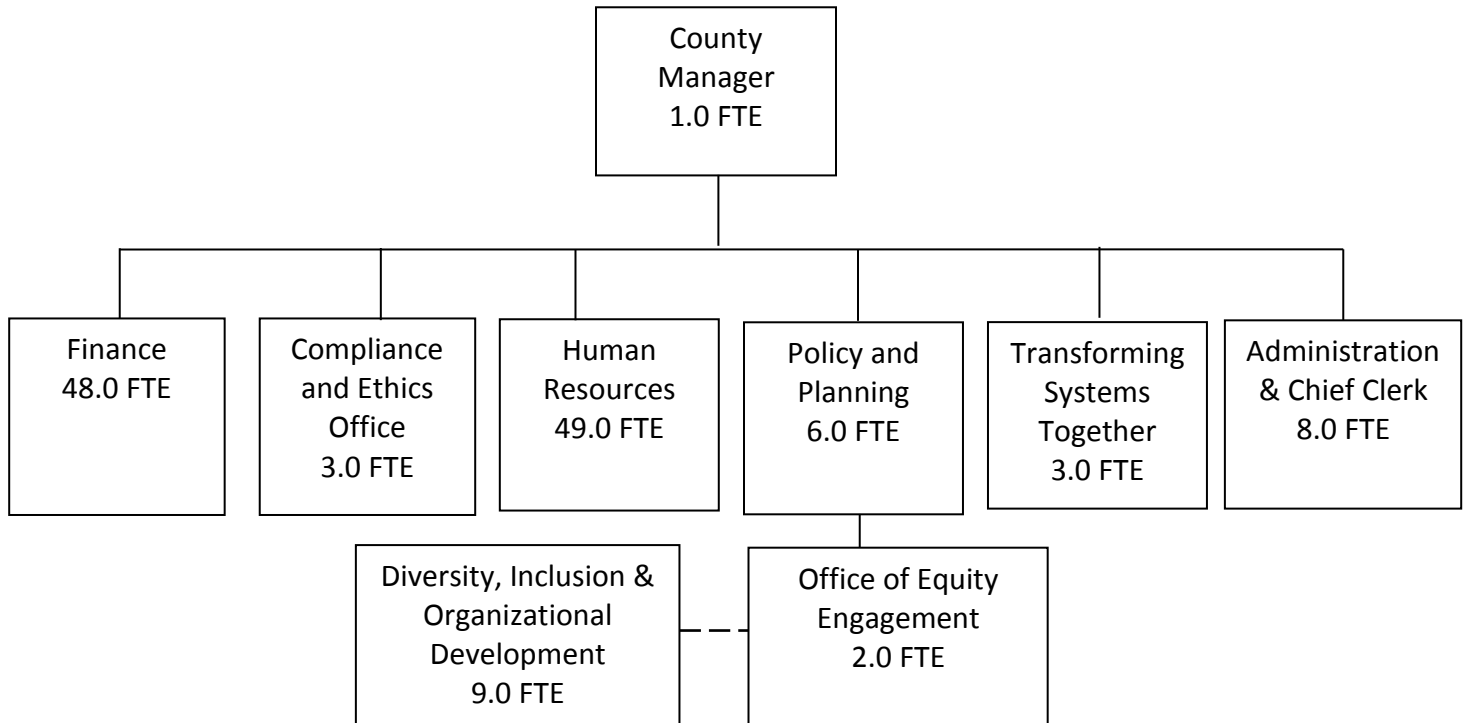 County
Manager
1.0 FTE
Finance
48.0 FTE
Compliance
and Ethics
Office
3.0 FTE
Human
Resources
49.0 FTE
Policy and
Planning
6.0 FTE
Transforming
Systems
Together
3.0 FTE
Administration
& Chief Clerk
8.0 FTE
Diversity, Inclusion &
Organizational
Development
9.0 FTE
Office of Equity
Engagement
2.0 FTE